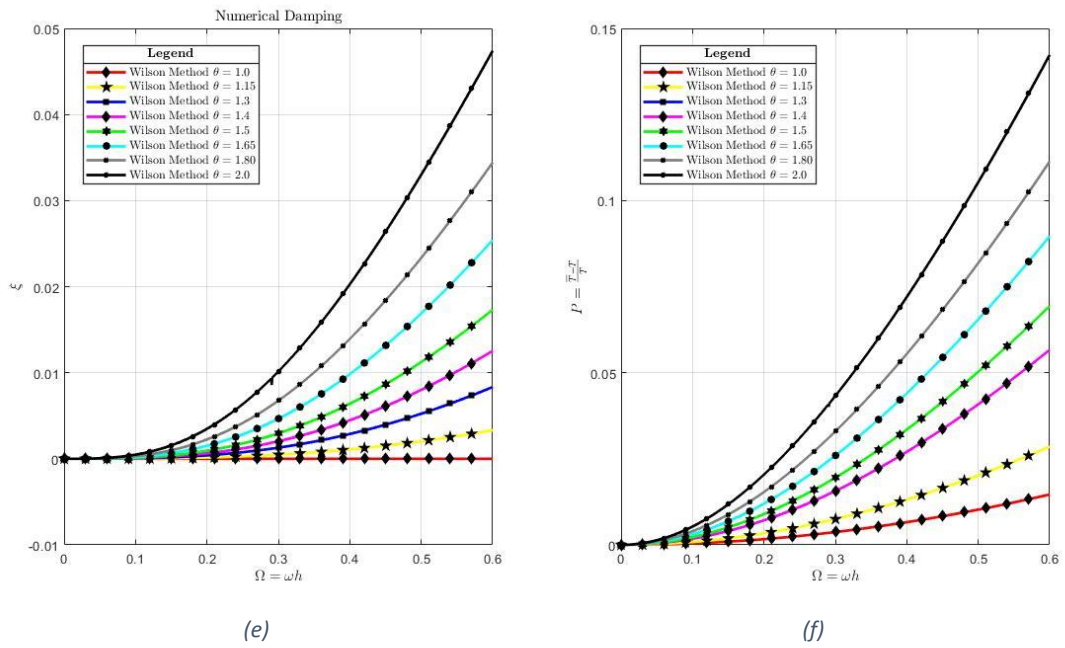 Numerical Damping
0.05
0.04
0.03
0.02
0.01
0
-0.01
ξ
Legend
Wilson Method θ = 1.0
Wilson Method θ = 1.15
Wilson Method θ = 1.3
Wilson Method θ = 1.4
Wilson Method θ = 1.5
Wilson Method θ = 1.65
Wilson Method θ = 1.80
Wilson Method θ = 2.0
0 0.1 0.2 0.3 0.4 0.5 0.6
Ω = ωh
(e)
0.15
0.1
0.05
0
P = (T̅−T)/T
Legend
Wilson Method θ = 1.0
Wilson Method θ = 1.15
Wilson Method θ = 1.3
Wilson Method θ = 1.4
Wilson Method θ = 1.5
Wilson Method θ = 1.65
Wilson Method θ = 1.80
Wilson Method θ = 2.0
0 0.1 0.2 0.3 0.4 0.5 0.6
Ω = ωh
(f)